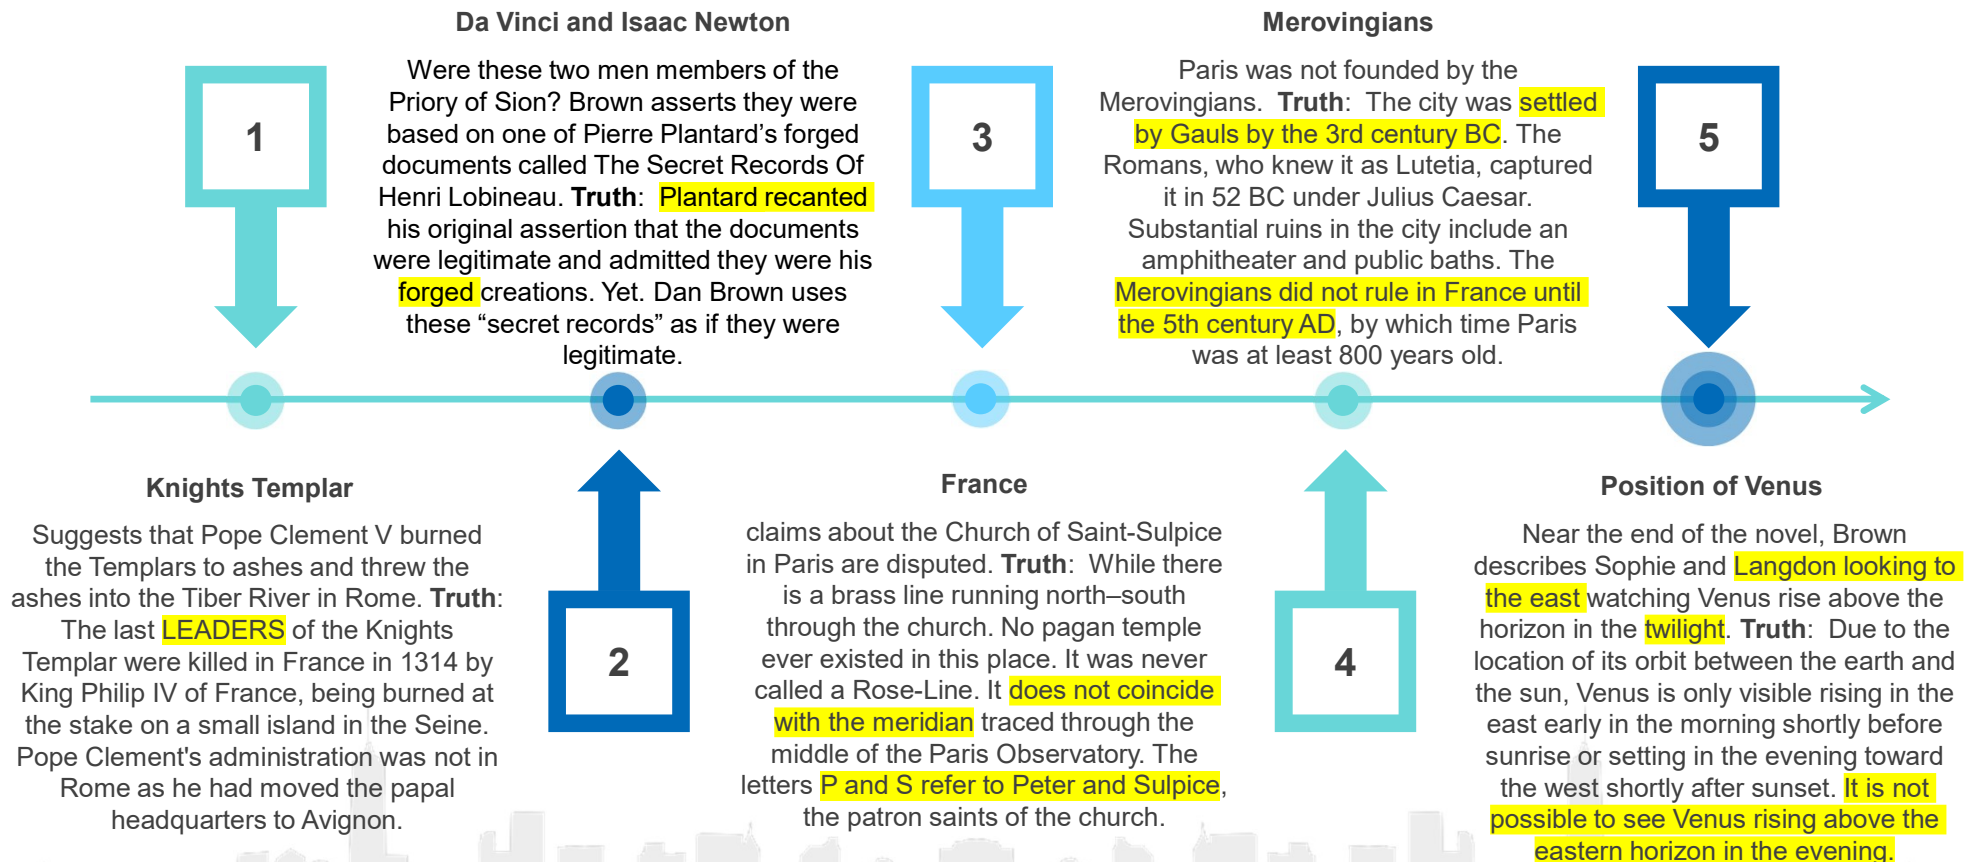 Da Vinci and Isaac Newton
Were these two men members of the
Priory of Sion? Brown asserts they were
based on one of Pierre Plantard’s forged
documents called The Secret Records Of
Henri Lobineau. Truth:  Plantard recanted
his original assertion that the documents
were legitimate and admitted they were his
forged creations. Yet. Dan Brown uses
these “secret records” as if they were
legitimate.
Merovingians
Paris was not founded by the
Merovingians.  Truth:  The city was settled
by Gauls by the 3rd century BC. The
Romans, who knew it as Lutetia, captured
it in 52 BC under Julius Caesar.
Substantial ruins in the city include an
amphitheater and public baths. The
Merovingians did not rule in France until
the 5th century AD, by which time Paris
was at least 800 years old.
1
3
5
Knights Templar
Suggests that Pope Clement V burned
the Templars to ashes and threw the
ashes into the Tiber River in Rome. Truth:
The last LEADERS of the Knights
Templar were killed in France in 1314 by
King Philip IV of France, being burned at
the stake on a small island in the Seine.
Pope Clement's administration was not in
Rome as he had moved the papal
headquarters to Avignon.
2
France
claims about the Church of Saint-Sulpice
in Paris are disputed. Truth:  While there
is a brass line running north–south
through the church. No pagan temple
ever existed in this place. It was never
called a Rose-Line. It does not coincide
with the meridian traced through the
middle of the Paris Observatory. The
letters P and S refer to Peter and Sulpice,
the patron saints of the church.
4
Position of Venus
Near the end of the novel, Brown
describes Sophie and Langdon looking to
the east watching Venus rise above the
horizon in the twilight. Truth:  Due to the
location of its orbit between the earth and
the sun, Venus is only visible rising in the
east early in the morning shortly before
sunrise or setting in the evening toward
the west shortly after sunset. It is not
possible to see Venus rising above the
eastern horizon in the evening.